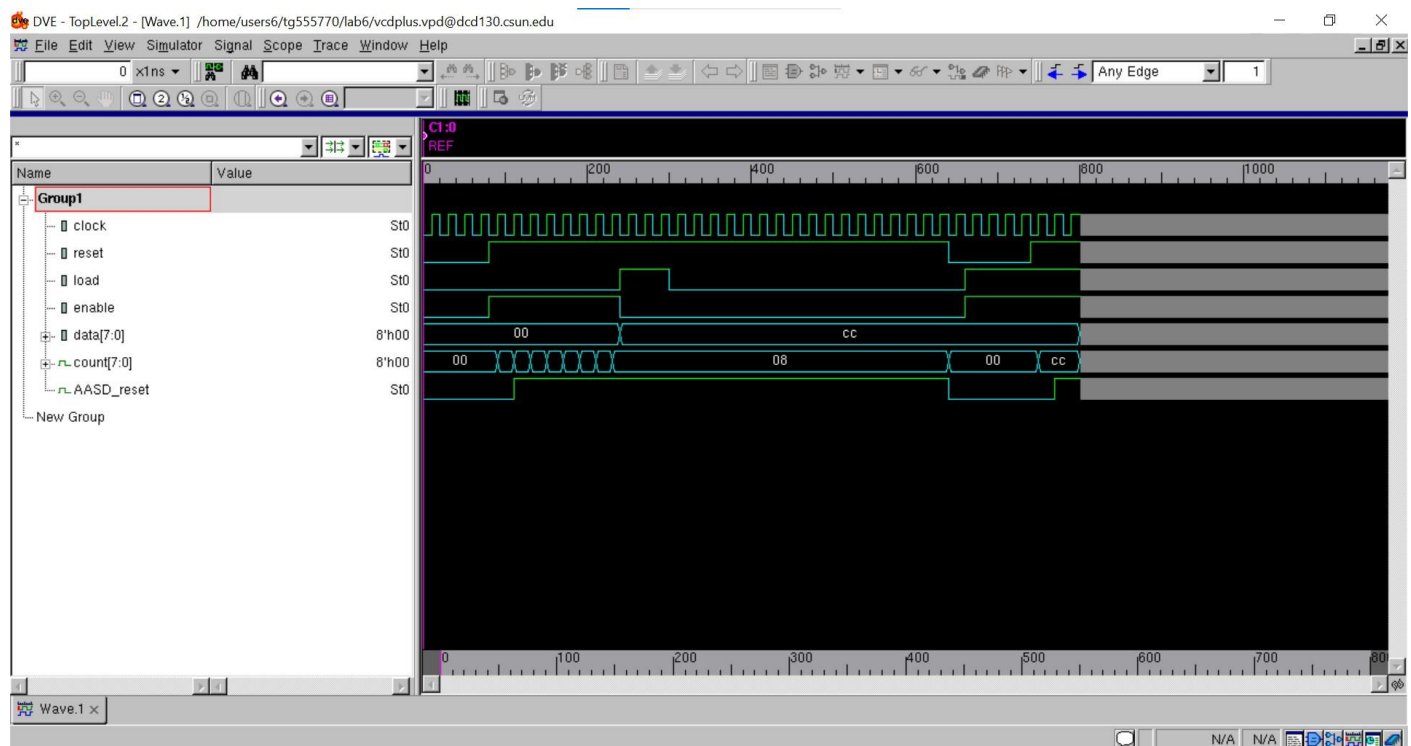 DVE - TopLevel.2 - [Wave.1] /home/users6/tg555770/lab6/vcdplus.vpd@dcd130.csun.edu
File Edit View Simulator Signal Scope Trace Window Help
0 x1ns Any Edge 1
C1:0
* REF
Name Value 0 200 400 600 800 1000
Group1
clock St0
reset St0
load St0
enable St0
data[7:0] 8'h00 00 cc
count[7:0] 8'h00 00 08 00 cc
AASD_reset St0
New Group
0 100 200 300 400 500 600 700 80
Wave.1
N/A N/A